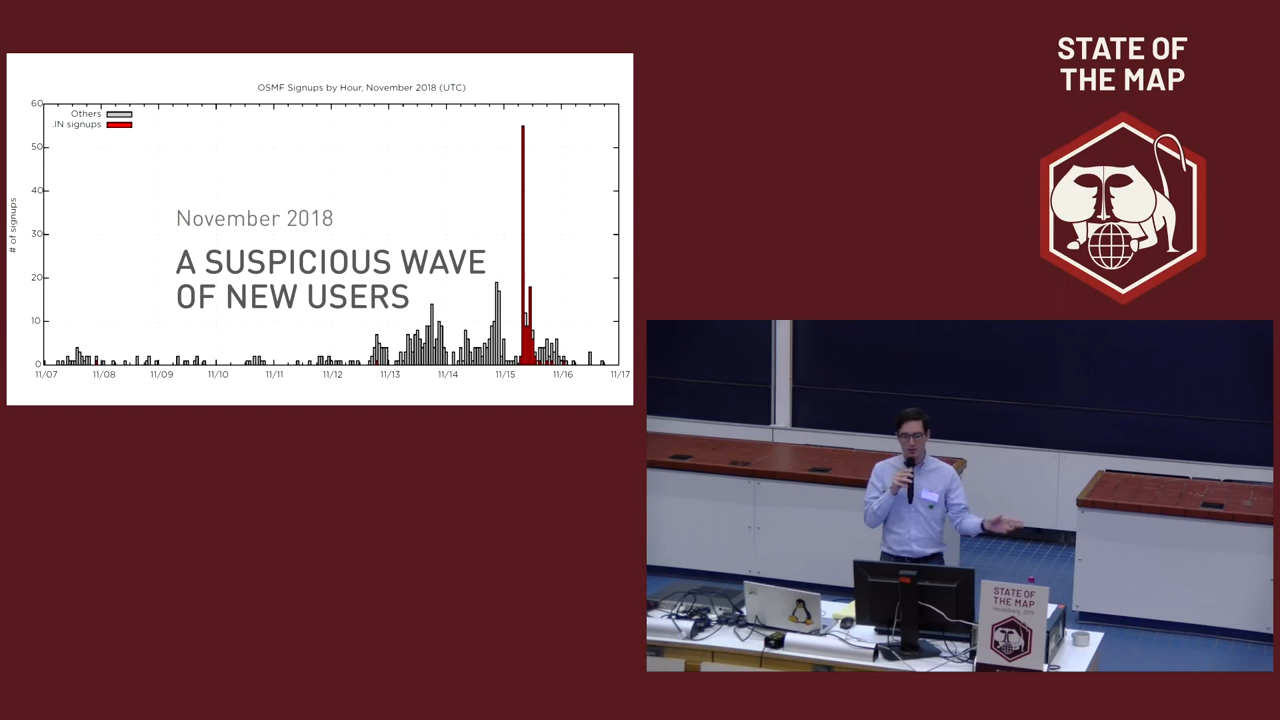 OSMF Signups by Hour, November 2018 (UTC)
Others
IN signups
# of signups
60
50
40
30
20
10
0
11/07
11/08
11/09
11/10
11/11
11/12
11/13
11/14
11/15
11/16
11/17
November 2018
A SUSPICIOUS WAVE
OF NEW USERS
STATE OF
THE MAP
STATE OF
THE MAP
Heidelberg 2019